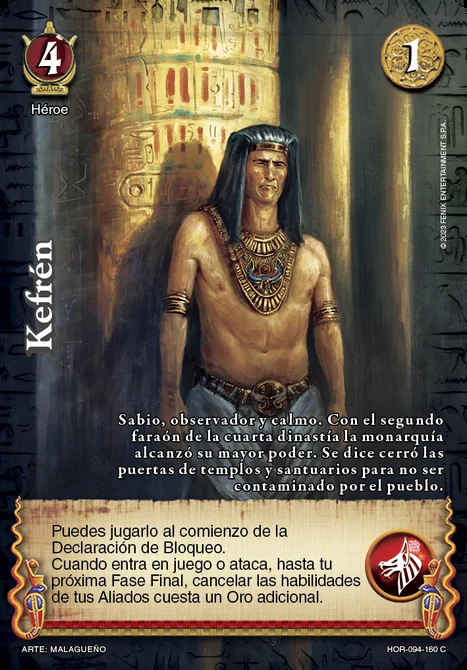 4
1
Héroe
© 2023 FENIX ENTERTAINMENT S.P.A.
Kefrén
Sabio, observador y calmo. Con el segundo
faraón de la cuarta dinastía la monarquía
alcanzó su mayor poder. Se dice cerró las
puertas de templos y santuarios para no ser
contaminado por el pueblo.
Puedes jugarlo al comienzo de la
Declaración de Bloqueo.
Cuando entra en juego o ataca, hasta tu
próxima Fase Final, cancelar las habilidades
de tus Aliados cuesta un Oro adicional.
ARTE: MALAGUEÑO
HOR-094-160 C